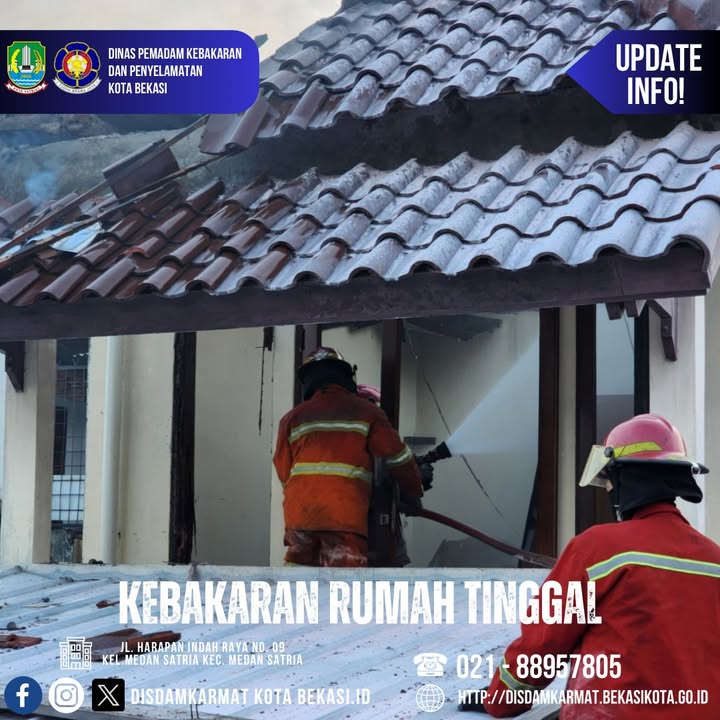 DINAS PEMADAM KEBAKARAN
DAN PENYELAMATAN
KOTA BEKASI
UPDATE
INFO!
KEBAKARAN RUMAH TINGGAL
JL. HARAPAN INDAH RAYA NO. 09
KEL.MEDAN SATRIA KEC. MEDAN SATRIA
021 - 88957805
DISDAMKARMAT KOTA BEKASI.ID
HTTP://DISDAMKARMAT.BEKASIKOTA.GO.ID